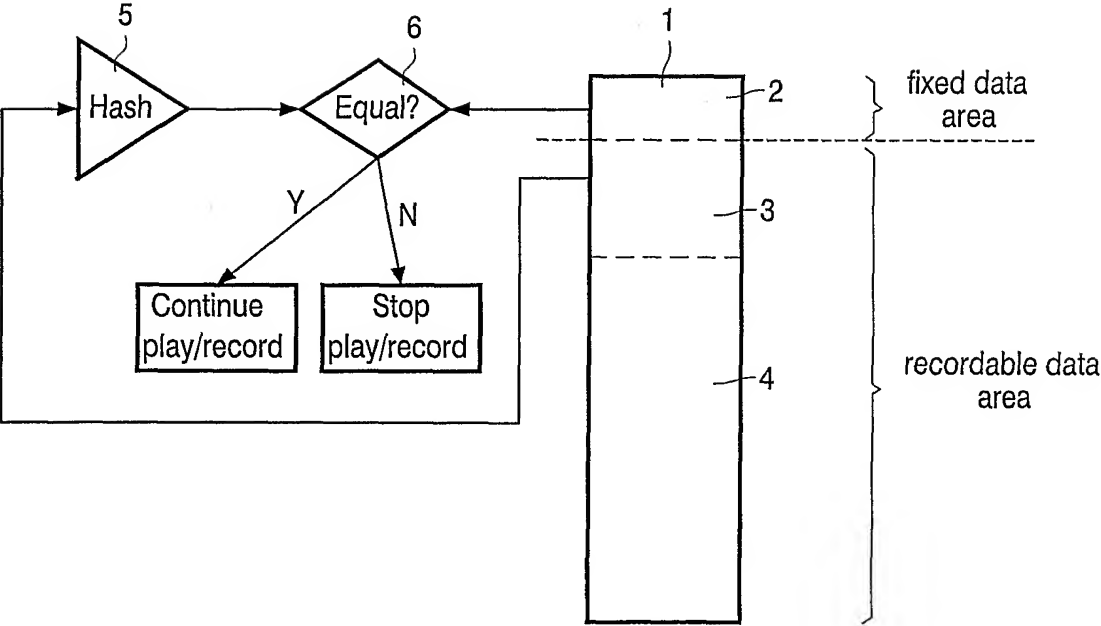 5
6
1
2
fixed data
area
Hash
Equal?
Y
N
3
Continue
play/record
Stop
play/record
4
recordable data
area